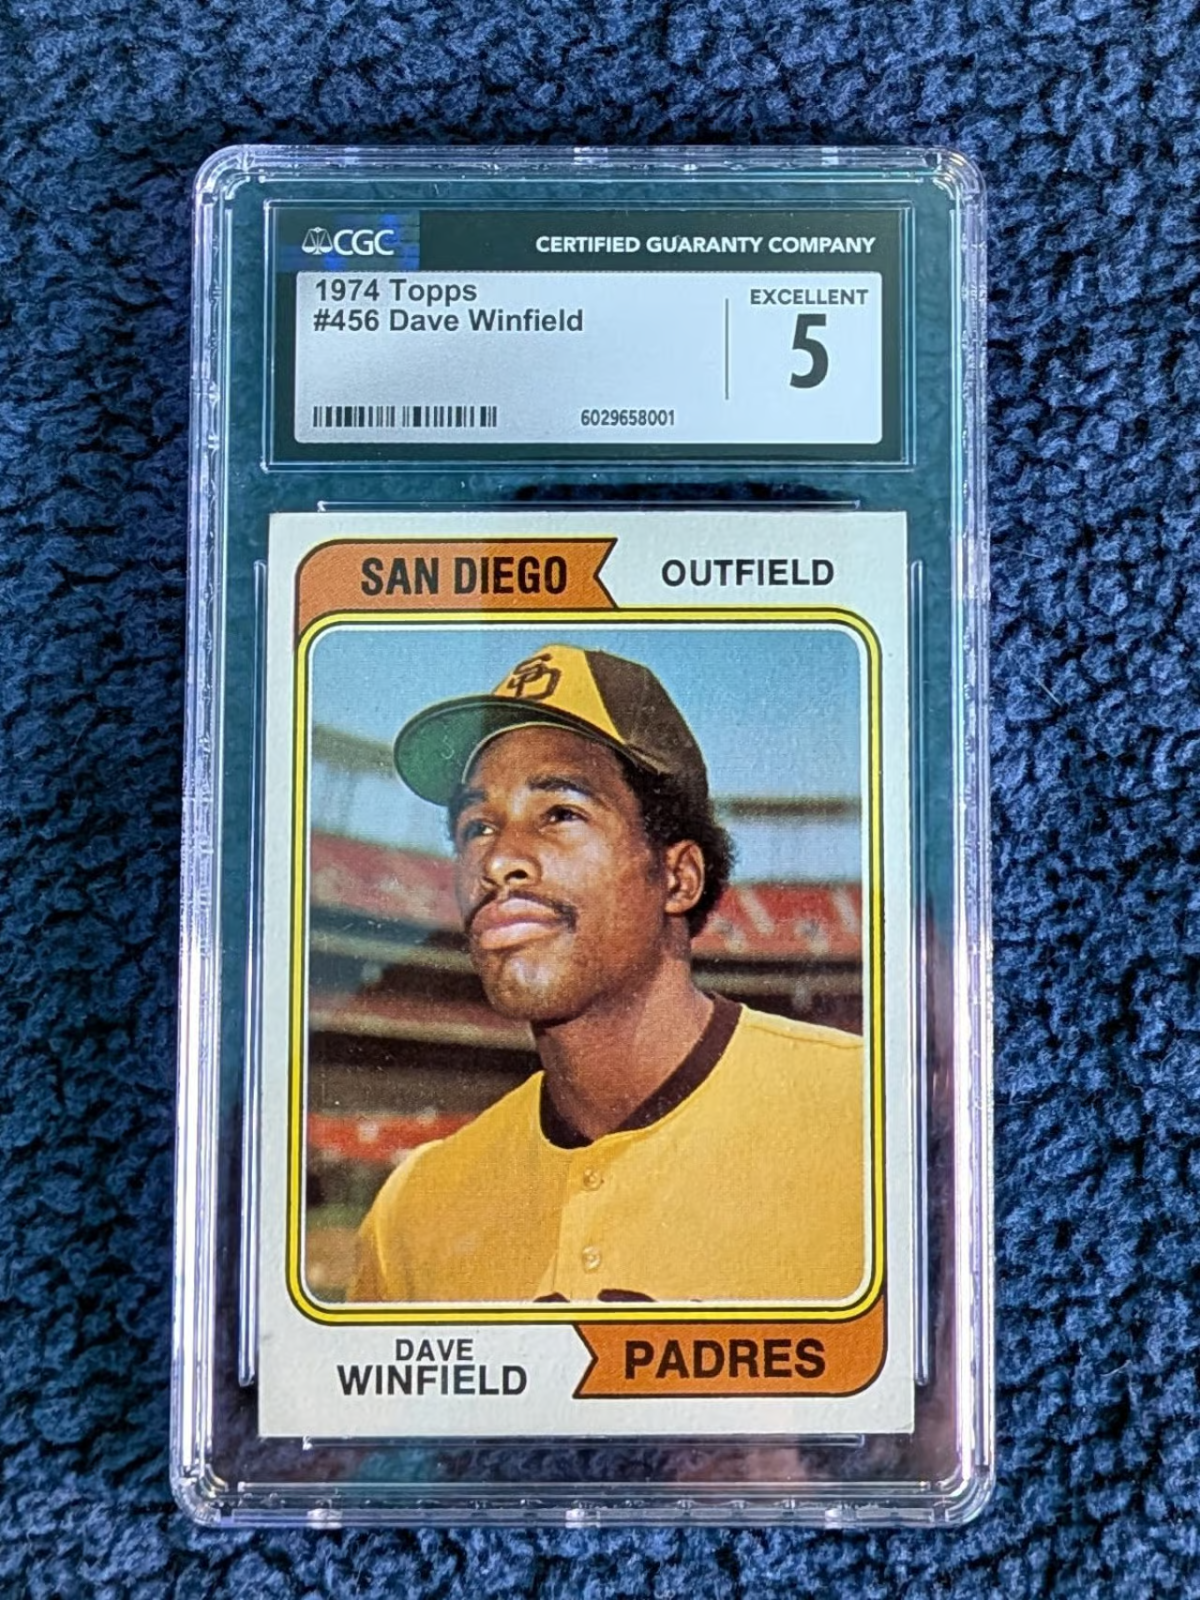 CGC CERTIFIED GUARANTY COMPANY
1974 Topps
#456 Dave Winfield
EXCELLENT
5
6029658001
SAN DIEGO OUTFIELD
SD
DAVE
WINFIELD
PADRES